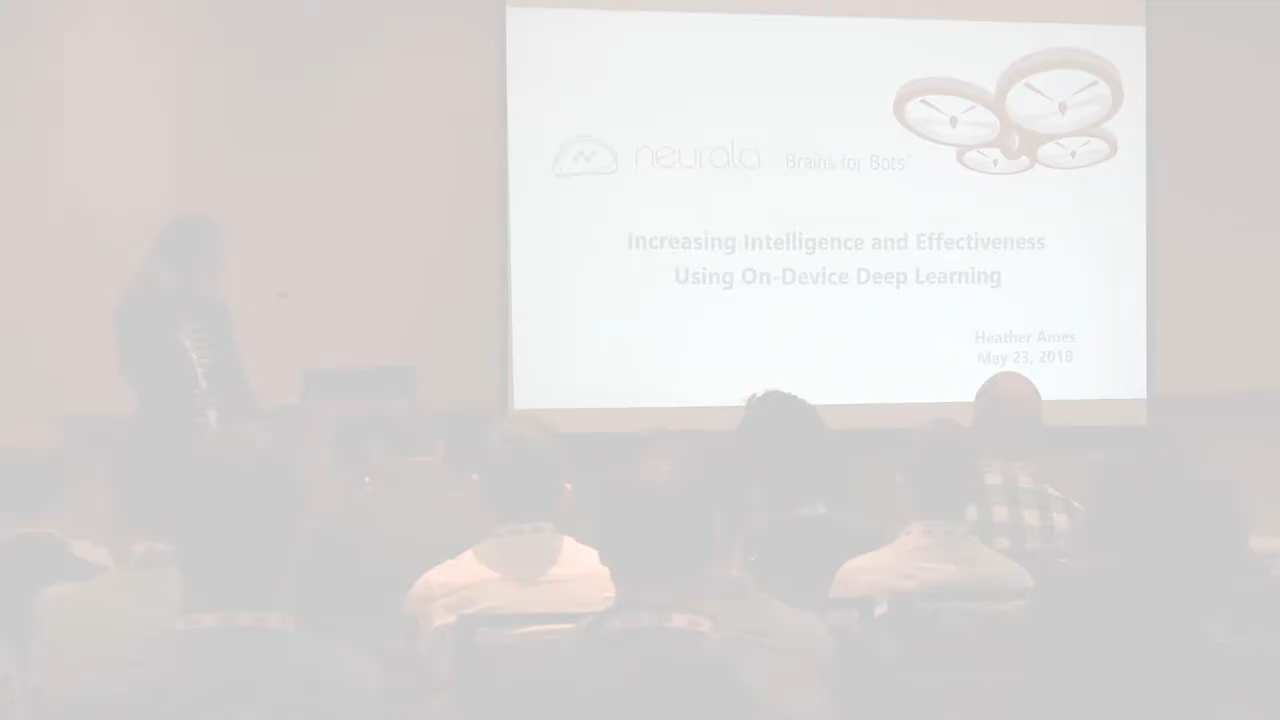 neurala Brains for Bots
Increasing Intelligence and Effectiveness
Using On-Device Deep Learning
Heather Ames
May 23, 2018